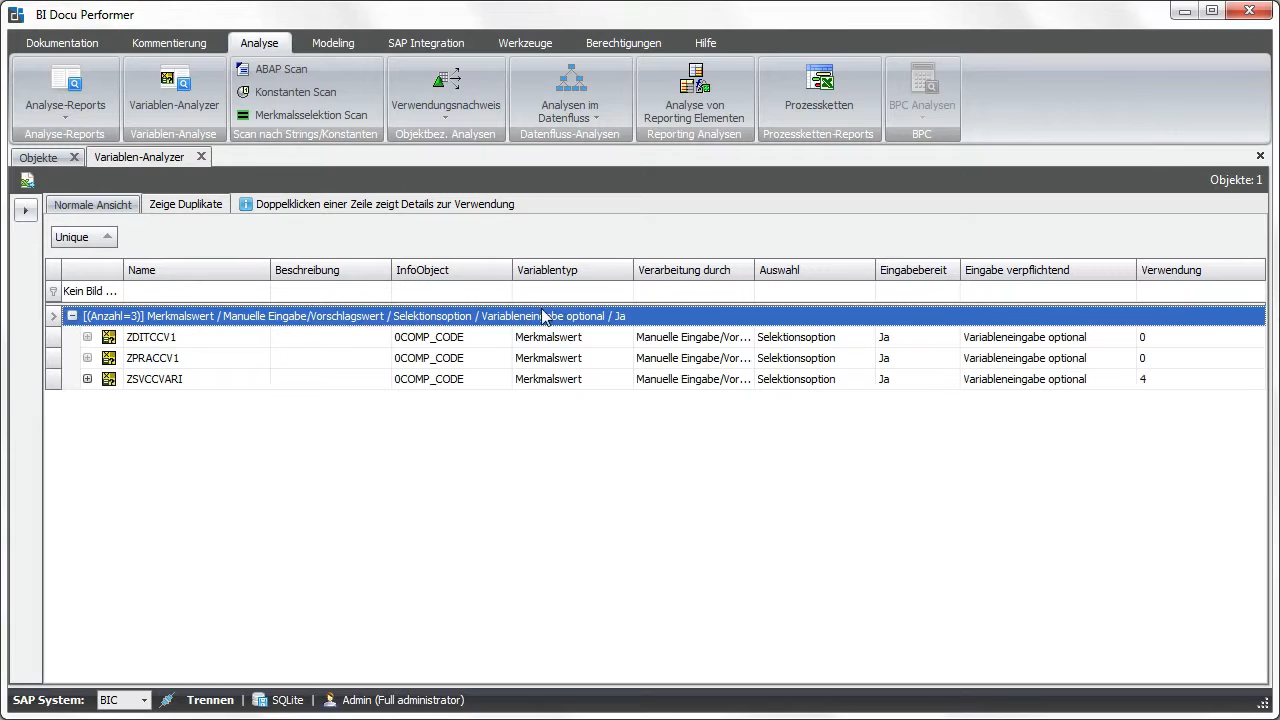 BI Docu Performer
Dokumentation Kommentierung Analyse Modeling SAP Integration Werkzeuge Berechtigungen Hilfe
Analyse-Reports
Analyse-Reports
Variablen-Analyzer
Variablen-Analyse
ABAP Scan
Konstanten Scan
Merkmalsselektion Scan
Scan nach Strings/Konstanten
Verwendungsnachweis
Objektbez. Analysen
Analysen im
Datenfluss
Datenfluss-Analysen
Analyse von
Reporting Elementen
Reporting Analysen
Prozessketten
Prozessketten-Reports
BPC Analysen
BPC
Objekte Variablen-Analyzer
Objekte: 1
Normale Ansicht Zeige Duplikate Doppelklicken einer Zeile zeigt Details zur Verwendung
Unique
Name Beschreibung InfoObject Variablentyp Verarbeitung durch Auswahl Eingabebereit Eingabe verpflichtend Verwendung
Kein Bild ...
[(Anzahl=3)] Merkmalswert / Manuelle Eingabe/Vorschlagswert / Selektionsoption / Variableneingabe optional / Ja
ZDITCCV1 0COMP_CODE Merkmalswert Manuelle Eingabe/Vor... Selektionsoption Ja Variableneingabe optional 0
ZPRACCV1 0COMP_CODE Merkmalswert Manuelle Eingabe/Vor... Selektionsoption Ja Variableneingabe optional 0
ZSVCCVARI 0COMP_CODE Merkmalswert Manuelle Eingabe/Vor... Selektionsoption Ja Variableneingabe optional 4
SAP System: BIC Trennen | SQLite | Admin (Full administrator)